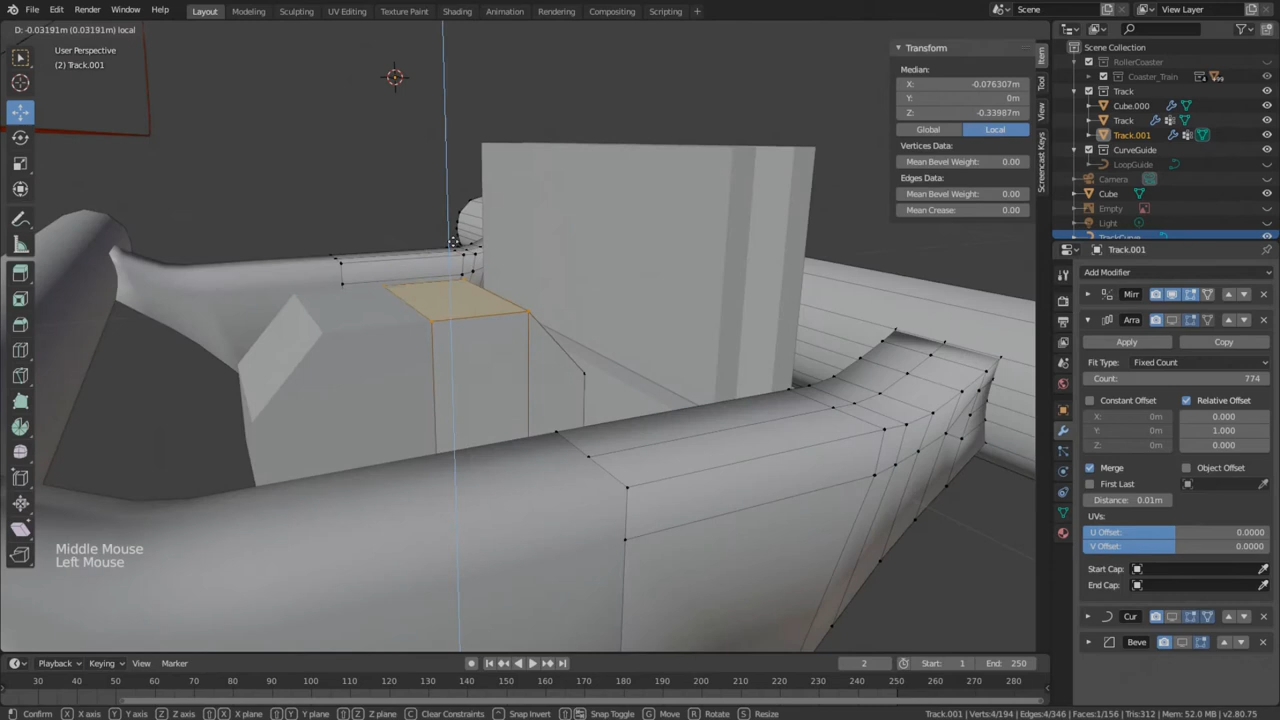 File Edit Render Window Help
Layout Modeling Sculpting UV Editing Texture Paint Shading Animation Rendering Compositing Scripting +
Scene
View Layer
D: -0.03191m (0.03191m) local
User Perspective
(2) Track.001
Transform
Median:
X: -0.076307m
Y: 0m
Z: -0.33987m
Global Local
Vertices Data:
Mean Bevel Weight: 0.00
Edges Data:
Mean Bevel Weight: 0.00
Mean Crease: 0.00
Item
Tool
View
Screencast Keys
Scene Collection
RollerCoaster
Coaster_Train
Track
Cube.000
Track
Track.001
CurveGuide
LoopGuide
Camera
Cube
Empty
Light
TrackCurve
Track.001
Add Modifier
Mirr
Arra
Apply Copy
Fit Type: Fixed Count
Count: 774
Constant Offset Relative Offset
X: 0m 0.000
Y: 0m 1.000
Z: 0m 0.000
Merge Object Offset
First Last
Distance: 0.01m
UVs:
U Offset: 0.0000
V Offset: 0.0000
Start Cap:
End Cap:
Cur
Beve
Middle Mouse
Left Mouse
Playback Keying View Marker
2 Start: 1 End: 250
30 40 50 60 70 80 90 100 110 120 130 140 150 160 170 180 190 200 210 220 230 240 250 260 270 280
Confirm X X axis Y Y axis Z Z axis X X plane Y Y plane Z Z plane C Clear Constraints Snap Invert Snap Toggle G Move R Rotate S Resize
Track.001 | Verts:4/194 | Edges:4/346 | Faces:1/156 | Tris:312 | Mem: 52.0 MB | v2.80.75